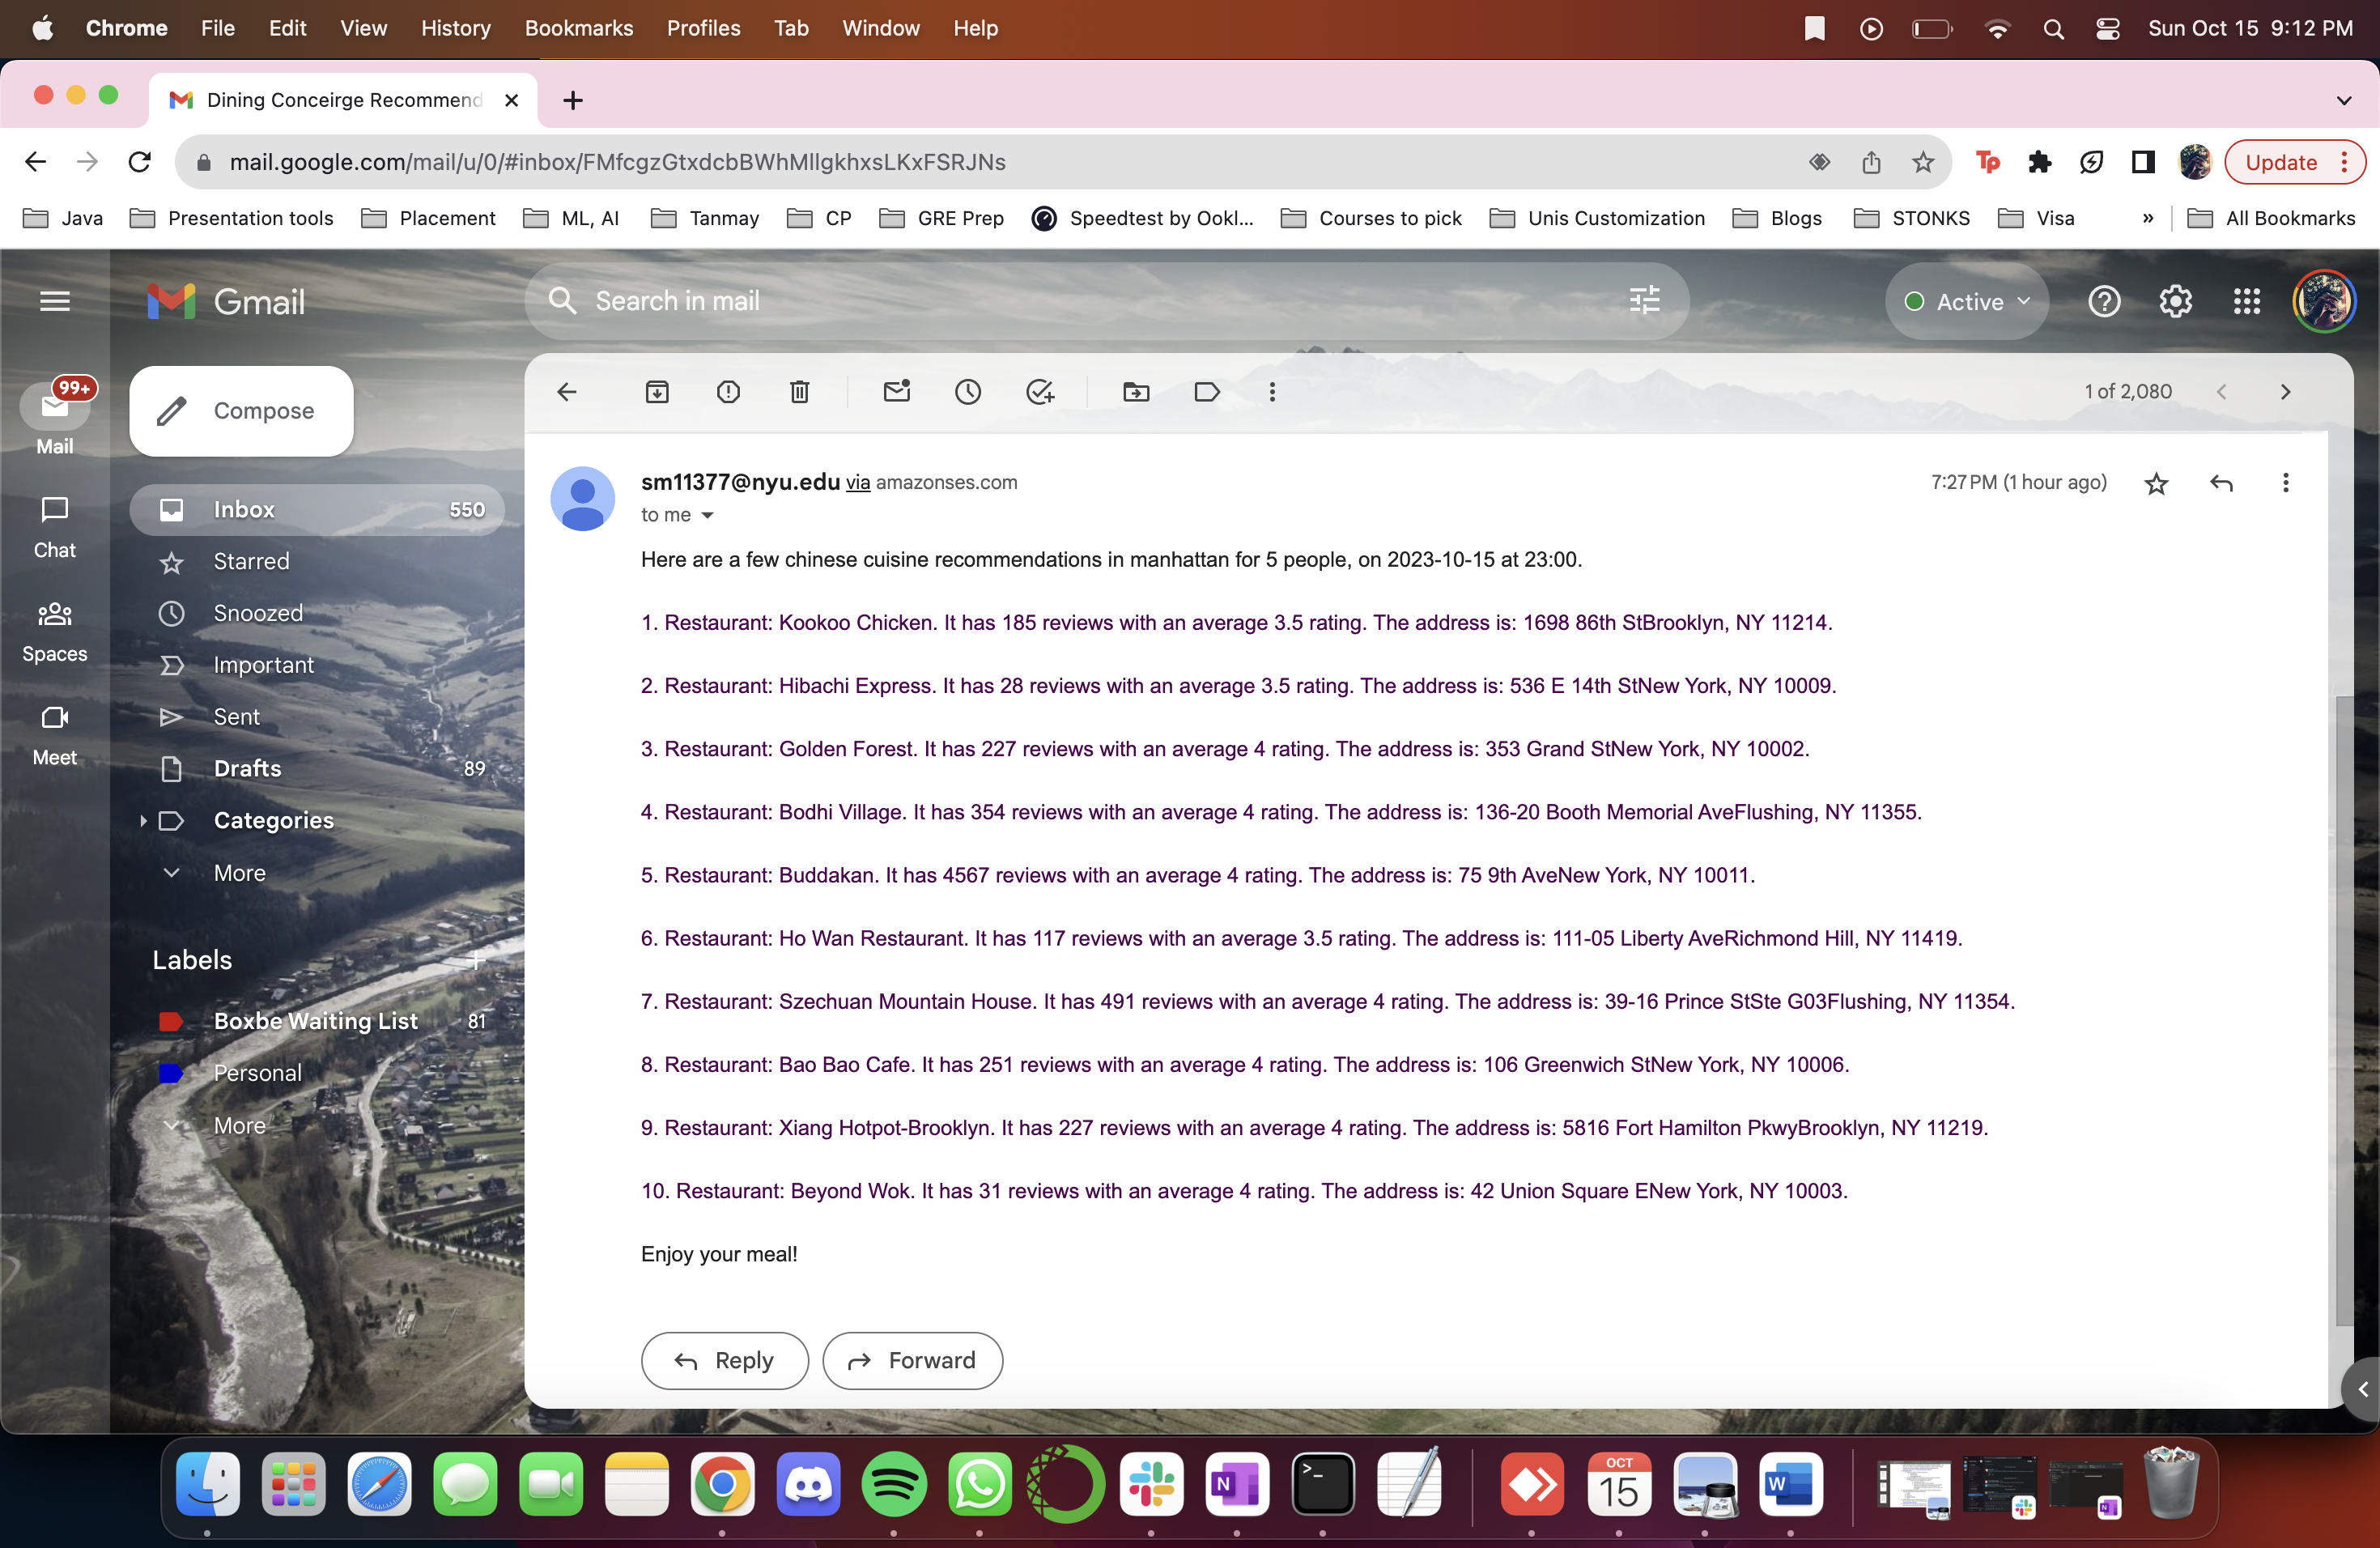 Chrome File Edit View History Bookmarks Profiles Tab Window Help Sun Oct 15 9:12 PM
Dining Conceirge Recommend
mail.google.com/mail/u/0/#inbox/FMfcgzGtxdcbBWhMllgkhxsLKxFSRJNs
Tp
Update
Java Presentation tools Placement ML, AI Tanmay CP GRE Prep Speedtest by Ookl... Courses to pick Unis Customization Blogs STONKS Visa » All Bookmarks
Gmail
Search in mail
Active
99+
Mail
Chat
Spaces
Meet
Compose
Inbox 550
Starred
Snoozed
Important
Sent
Drafts 89
Categories
More
Labels +
Boxbe Waiting List 81
Personal
More
1 of 2,080
sm11377@nyu.edu via amazonses.com
7:27 PM (1 hour ago)
to me
Here are a few chinese cuisine recommendations in manhattan for 5 people, on 2023-10-15 at 23:00.
1. Restaurant: Kookoo Chicken. It has 185 reviews with an average 3.5 rating. The address is: 1698 86th StBrooklyn, NY 11214.
2. Restaurant: Hibachi Express. It has 28 reviews with an average 3.5 rating. The address is: 536 E 14th StNew York, NY 10009.
3. Restaurant: Golden Forest. It has 227 reviews with an average 4 rating. The address is: 353 Grand StNew York, NY 10002.
4. Restaurant: Bodhi Village. It has 354 reviews with an average 4 rating. The address is: 136-20 Booth Memorial AveFlushing, NY 11355.
5. Restaurant: Buddakan. It has 4567 reviews with an average 4 rating. The address is: 75 9th AveNew York, NY 10011.
6. Restaurant: Ho Wan Restaurant. It has 117 reviews with an average 3.5 rating. The address is: 111-05 Liberty AveRichmond Hill, NY 11419.
7. Restaurant: Szechuan Mountain House. It has 491 reviews with an average 4 rating. The address is: 39-16 Prince StSte G03Flushing, NY 11354.
8. Restaurant: Bao Bao Cafe. It has 251 reviews with an average 4 rating. The address is: 106 Greenwich StNew York, NY 10006.
9. Restaurant: Xiang Hotpot-Brooklyn. It has 227 reviews with an average 4 rating. The address is: 5816 Fort Hamilton PkwyBrooklyn, NY 11219.
10. Restaurant: Beyond Wok. It has 31 reviews with an average 4 rating. The address is: 42 Union Square ENew York, NY 10003.
Enjoy your meal!
Reply
Forward
N
>_
OCT
15
W
N